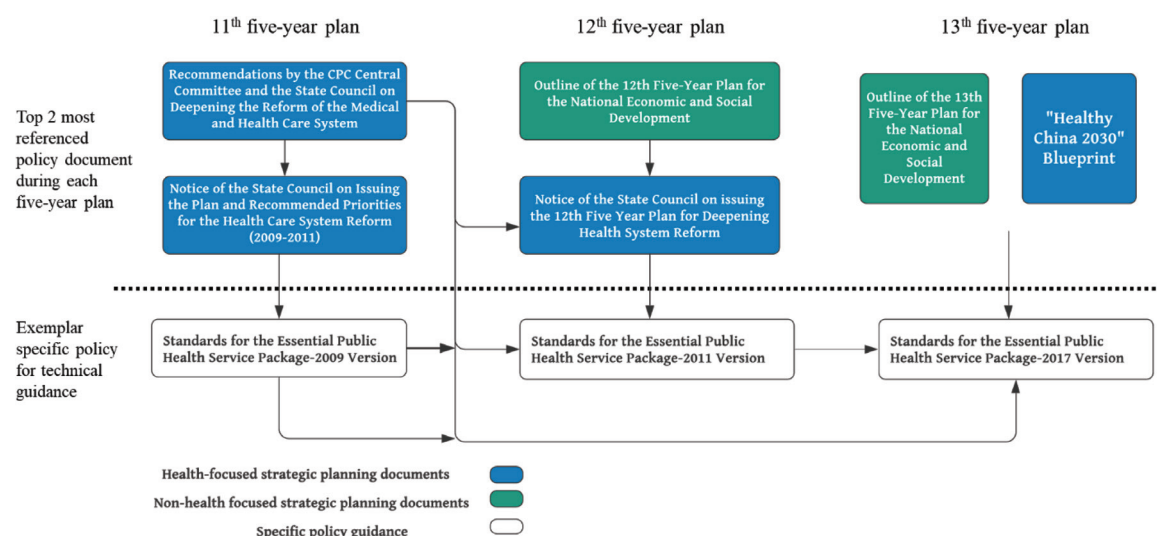 11th five-year plan
12th five-year plan
13th five-year plan
Top 2 most
referenced
policy document
during each
five-year plan
Recommendations by the CPC Central
Committee and the State Council on
Deepening the Reform of the Medical
and Health Care System
Outline of the 12th Five-Year Plan for
the National Economic and Social
Development
Outline of the 13th
Five-Year Plan for
the National
Economic and
Social
Development
"Healthy
China 2030"
Blueprint
Notice of the State Council on Issuing
the Plan and Recommended Priorities
for the Health Care System Reform
(2009-2011)
Notice of the State Council on issuing
the 12th Five Year Plan for Deepening
Health System Reform
Exemplar
specific policy
for technical
guidance
Standards for the Essential Public
Health Service Package-2009 Version
Standards for the Essential Public
Health Service Package-2011 Version
Standards for the Essential Public
Health Service Package-2017 Version
Health-focused strategic planning documents
Non-health focused strategic planning documents
Specific policy guidance